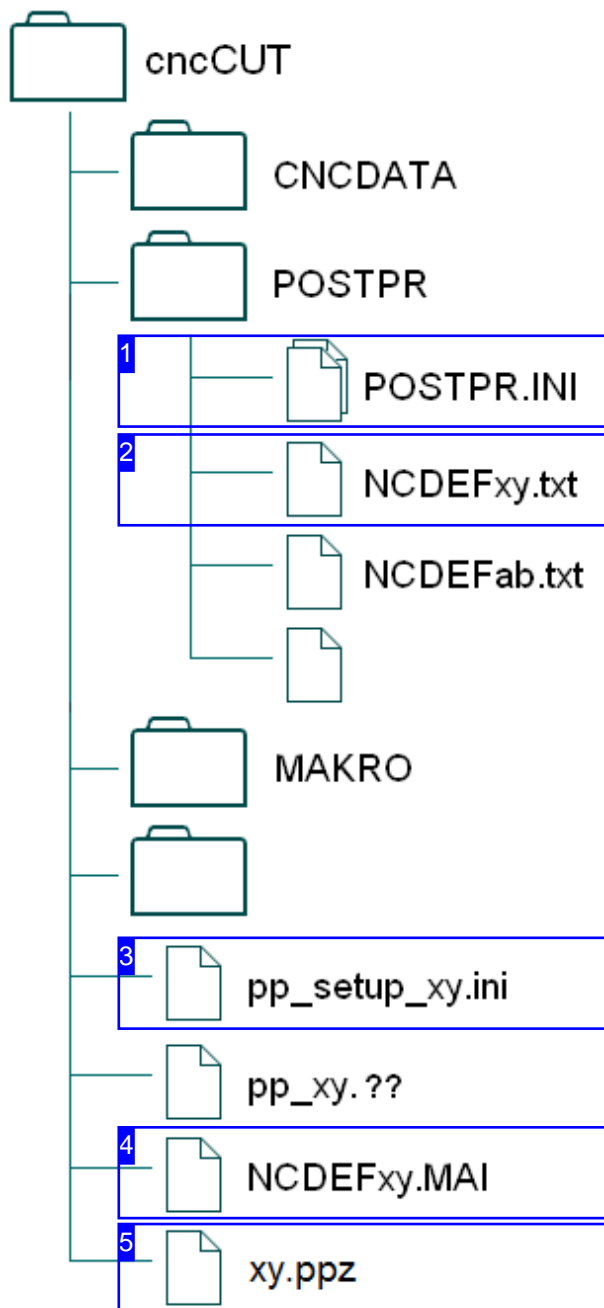 cncCUT
CNCDATA
POSTPR
1
POSTPR.INI
2
NCDEFxy.txt
NCDEFab.txt
MAKRO
3
pp_setup_xy.ini
pp_xy.??
4
NCDEFxy.MAI
5
xy.ppz